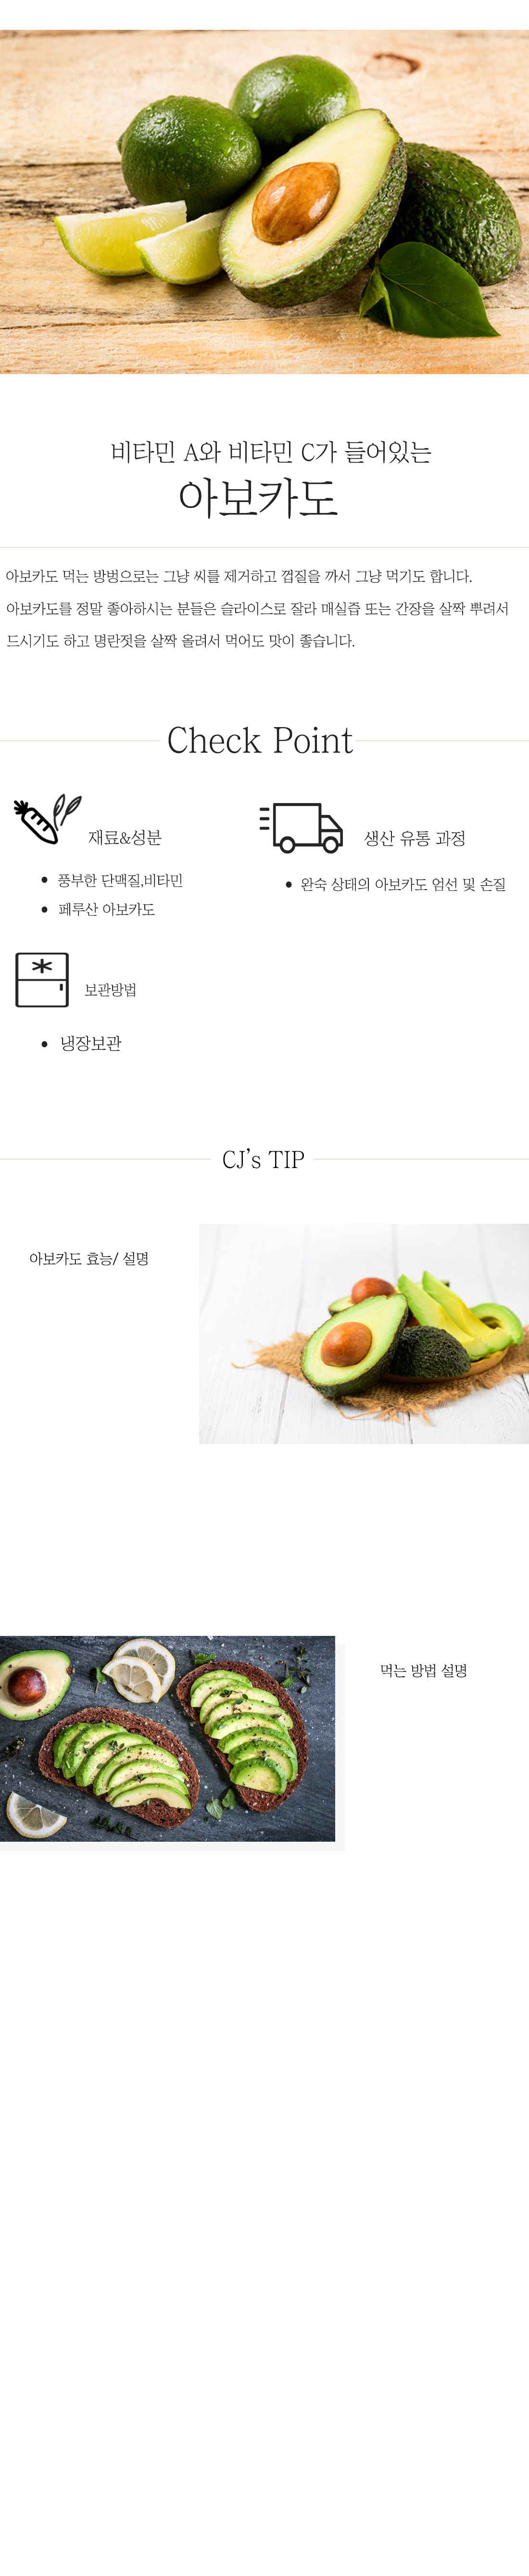 비타민 A와 비타민 C가 들어있는
아보카도
아보카도 먹는 방법으로는 그냥 씨를 제거하고 껍질을 까서 그냥 먹기도 합니다.
아보카도를 정말 좋아하시는 분들은 슬라이스로 잘라 매실즙 또는 간장을 살짝 뿌려서
드시기도 하고 명란젓을 살짝 올려서 먹어도 맛이 좋습니다.
Check Point
재료&성분
풍부한 단백질,비타민
페루산 아보카도
생산 유통 과정
완숙 상태의 아보카도 엄선 및 손질
보관방법
냉장보관
CJ's TIP
아보카도 효능/ 설명
먹는 방법 설명